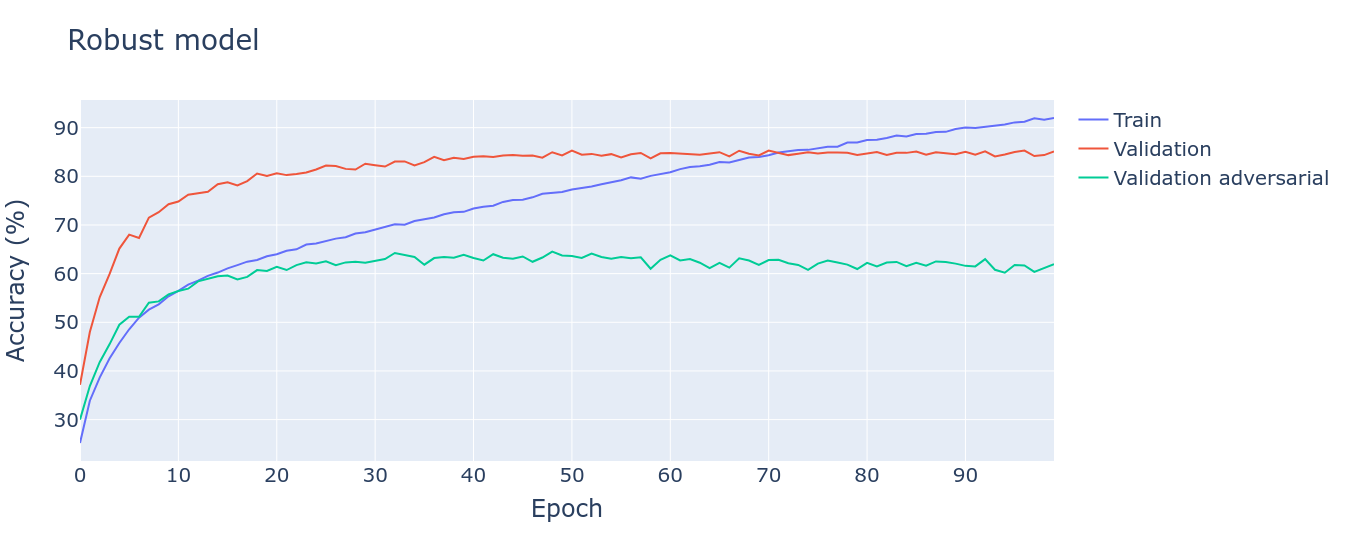 Robust model
Accuracy (%)
90
80
70
60
50
40
30
0 10 20 30 40 50 60 70 80 90
Epoch
Train
Validation
Validation adversarial